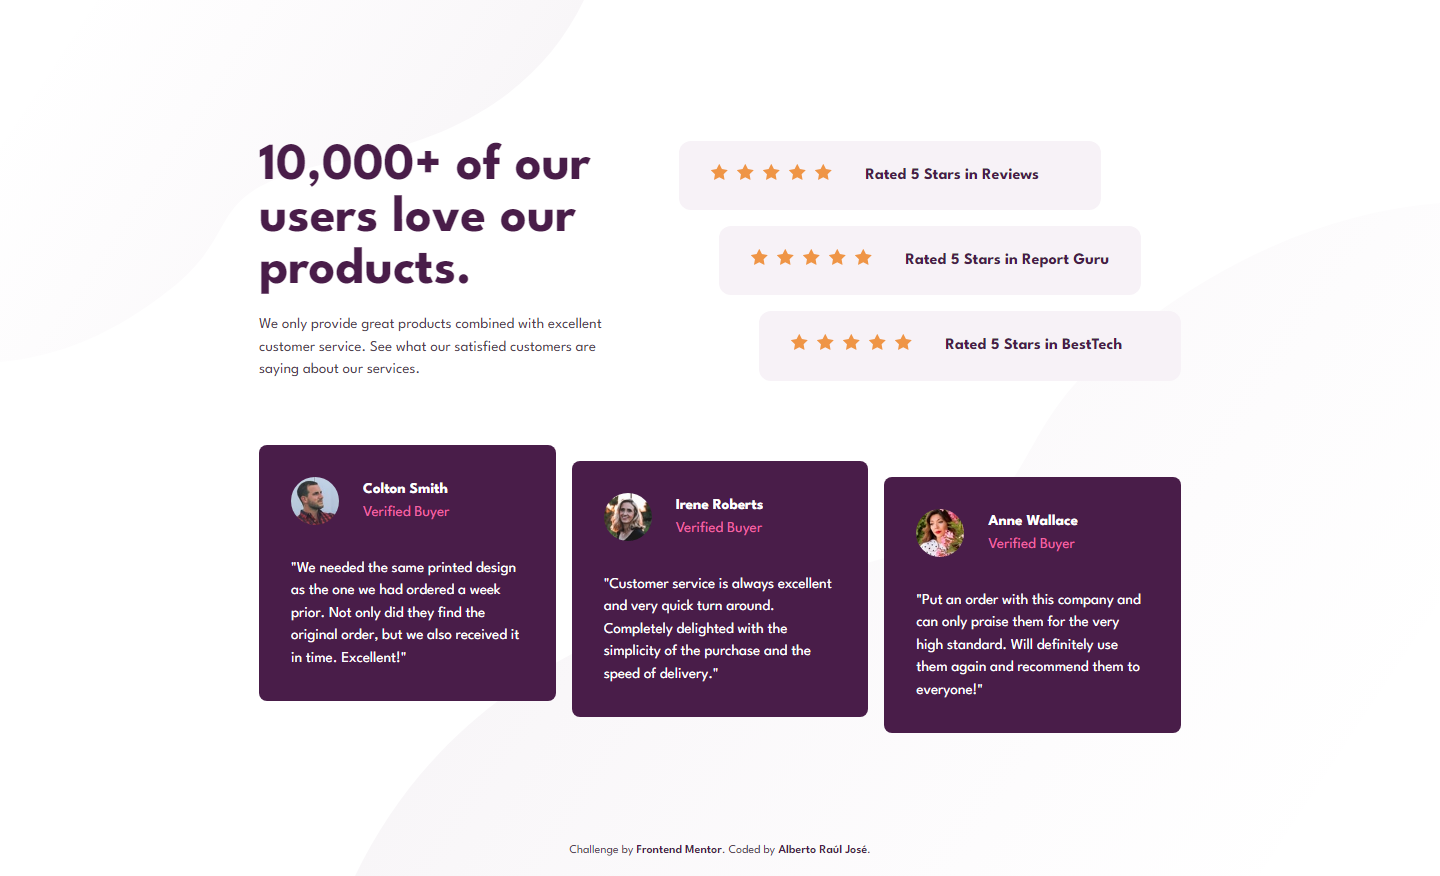 10,000+ of our
users love our
products.
We only provide great products combined with excellent
customer service. See what our satisfied customers are
saying about our services.
Rated 5 Stars in Reviews
Rated 5 Stars in Report Guru
Rated 5 Stars in BestTech
Colton Smith
Verified Buyer
"We needed the same printed design
as the one we had ordered a week
prior. Not only did they find the
original order, but we also received it
in time. Excellent!"
Irene Roberts
Verified Buyer
"Customer service is always excellent
and very quick turn around.
Completely delighted with the
simplicity of the purchase and the
speed of delivery."
Anne Wallace
Verified Buyer
"Put an order with this company and
can only praise them for the very
high standard. Will definitely use
them again and recommend them to
everyone!"
Challenge by Frontend Mentor. Coded by Alberto Raúl José.